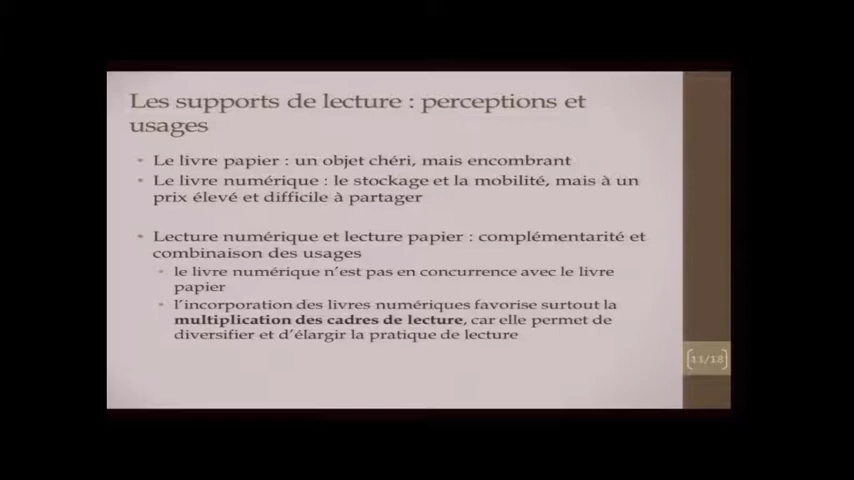 Les supports de lecture : perceptions et
usages
• Le livre papier : un objet chéri, mais encombrant
• Le livre numérique : le stockage et la mobilité, mais à un
prix élevé et difficile à partager
• Lecture numérique et lecture papier : complémentarité et
combinaison des usages
• le livre numérique n'est pas en concurrence avec le livre
papier
• l'incorporation des livres numériques favorise surtout la
multiplication des cadres de lecture, car elle permet de
diversifier et d'élargir la pratique de lecture
11/18